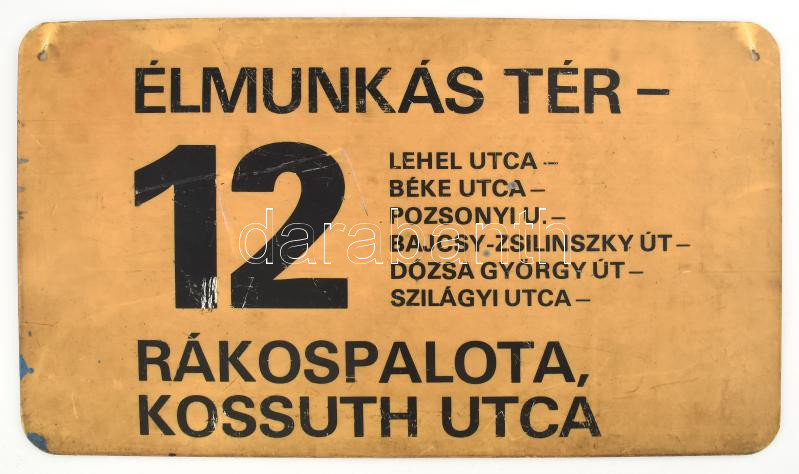 ÉLMUNKÁS TÉR –
12
LEHEL UTCA –
BÉKE UTCA –
POZSONYI U. –
BAJCSY-ZSILINSZKY ÚT –
DÓZSA GYÖRGY ÚT –
SZILÁGYI UTCA –
RÁKOSPALOTA,
KOSSUTH UTCA
darabanth